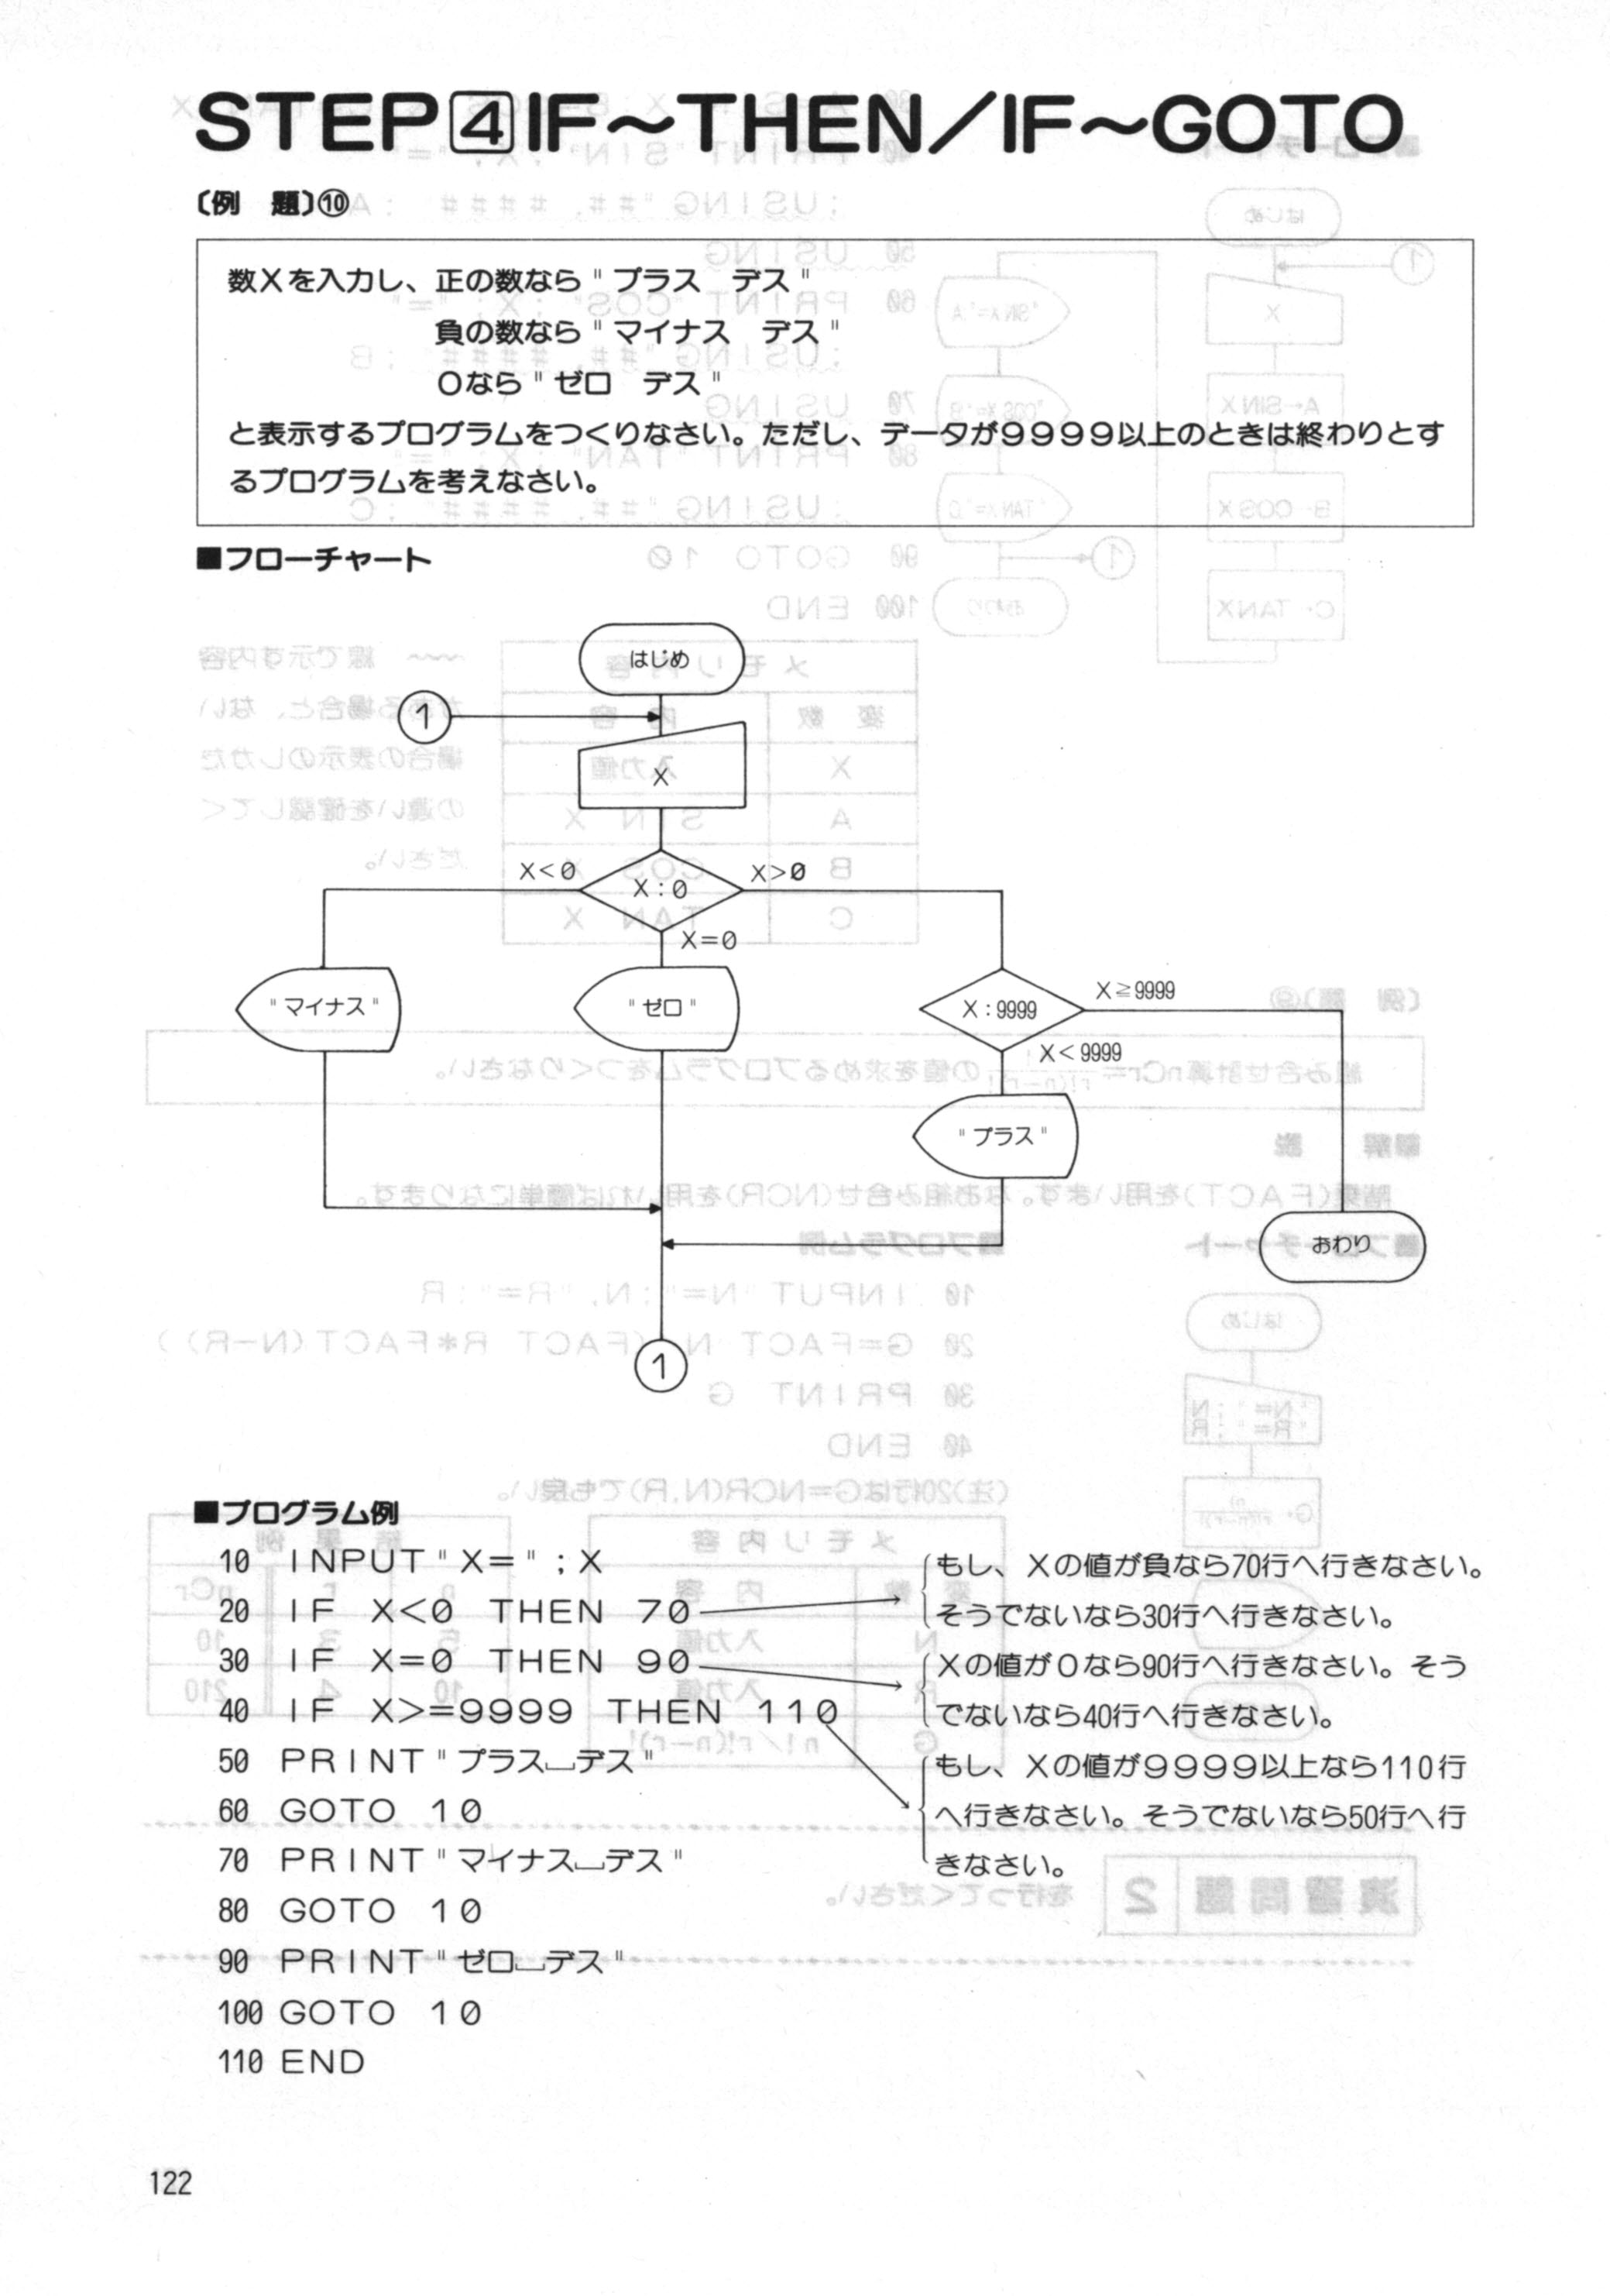 STEP4IF～THEN／IF～GOTO
〔例　題〕⑩
数Xを入力し、正の数なら"プラス　デス"
負の数なら"マイナス　デス"
0なら"ゼロ　デス"
と表示するプログラムをつくりなさい。ただし、データが9999以上のときは終わりとす
るプログラムを考えなさい。
■フローチャート
はじめ
1
X
X<0
X:0
X>0
X=0
"マイナス"
"ゼロ"
X:9999
X≧9999
X<9999
"プラス"
おわり
1
■プログラム例
10 INPUT"X=";X
20 IF X<0 THEN 70
30 IF X=0 THEN 90
40 IF X>=9999 THEN 110
50 PRINT"プラス␣デス"
60 GOTO 10
70 PRINT"マイナス␣デス"
80 GOTO 10
90 PRINT"ゼロ␣デス"
100 GOTO 10
110 END
もし、Xの値が負なら70行へ行きなさい。
そうでないなら30行へ行きなさい。
Xの値が0なら90行へ行きなさい。そう
でないなら40行へ行きなさい。
もし、Xの値が9999以上なら110行
へ行きなさい。そうでないなら50行へ行
きなさい。
122